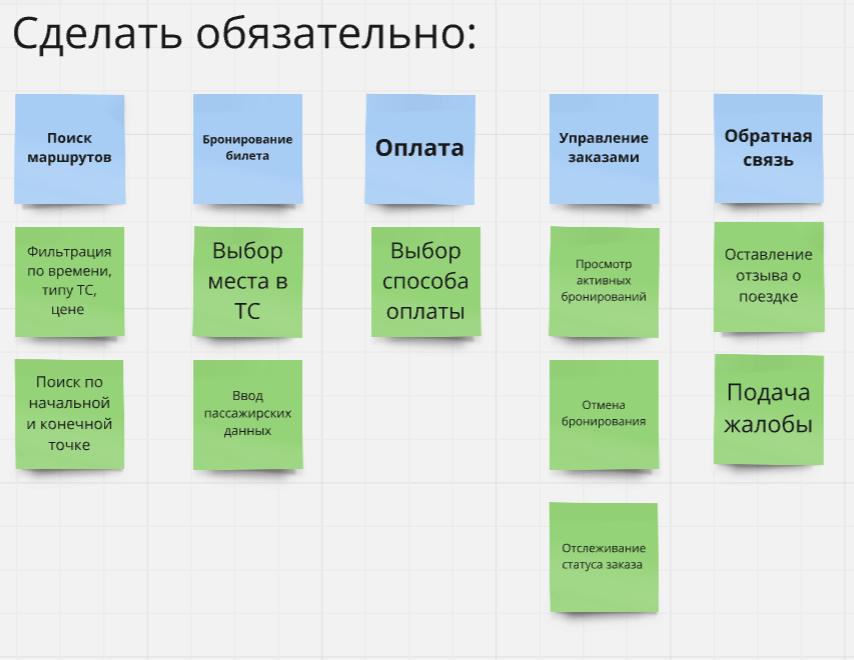 Сделать обязательно:
Поиск
маршрутов
Бронирование
билета
Оплата
Управление
заказами
Обратная
связь
Фильтрация
по времени,
типу ТС,
цене
Выбор
места в
ТС
Выбор
способа
оплаты
Просмотр
активных
бронирований
Оставление
отзыва о
поездке
Поиск по
начальной
и конечной
точке
Ввод
пассажирских
данных
Отмена
бронирования
Подача
жалобы
Отслеживание
статуса заказа